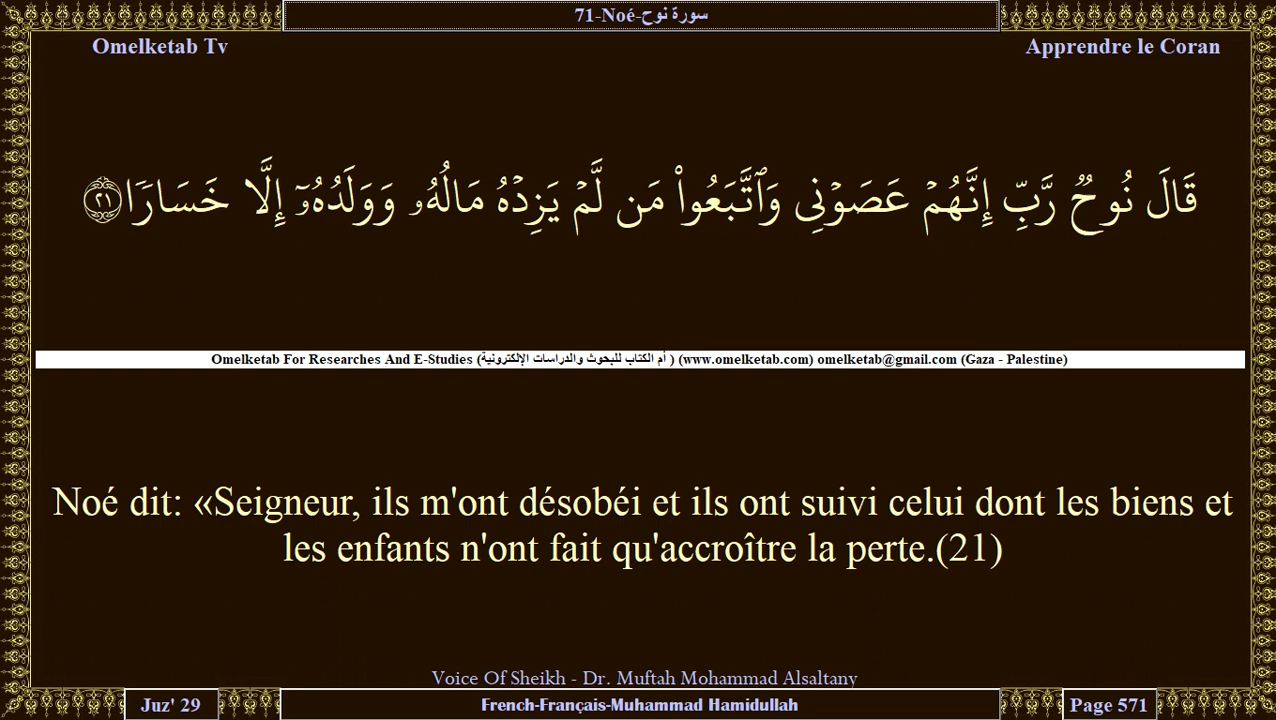 71-Noé-سورة نوح
Omelketab Tv
Apprendre le Coran
قَالَ نُوحٌ رَّبِّ إِنَّهُمْ عَصَوْنِى وَٱتَّبَعُوا۟ مَن لَّمْ يَزِدْهُ مَالُهُۥ وَوَلَدُهُۥٓ إِلَّا خَسَارًا ٢١
Omelketab For Researches And E-Studies (أم الكتاب للبحوث والدراسات الإلكترونية ) (www.omelketab.com) omelketab@gmail.com (Gaza - Palestine)
Noé dit: «Seigneur, ils m'ont désobéi et ils ont suivi celui dont les biens et
les enfants n'ont fait qu'accroître la perte.(21)
Voice Of Sheikh - Dr. Muftah Mohammad Alsaltany
Juz' 29
French-Français-Muhammad Hamidullah
Page 571